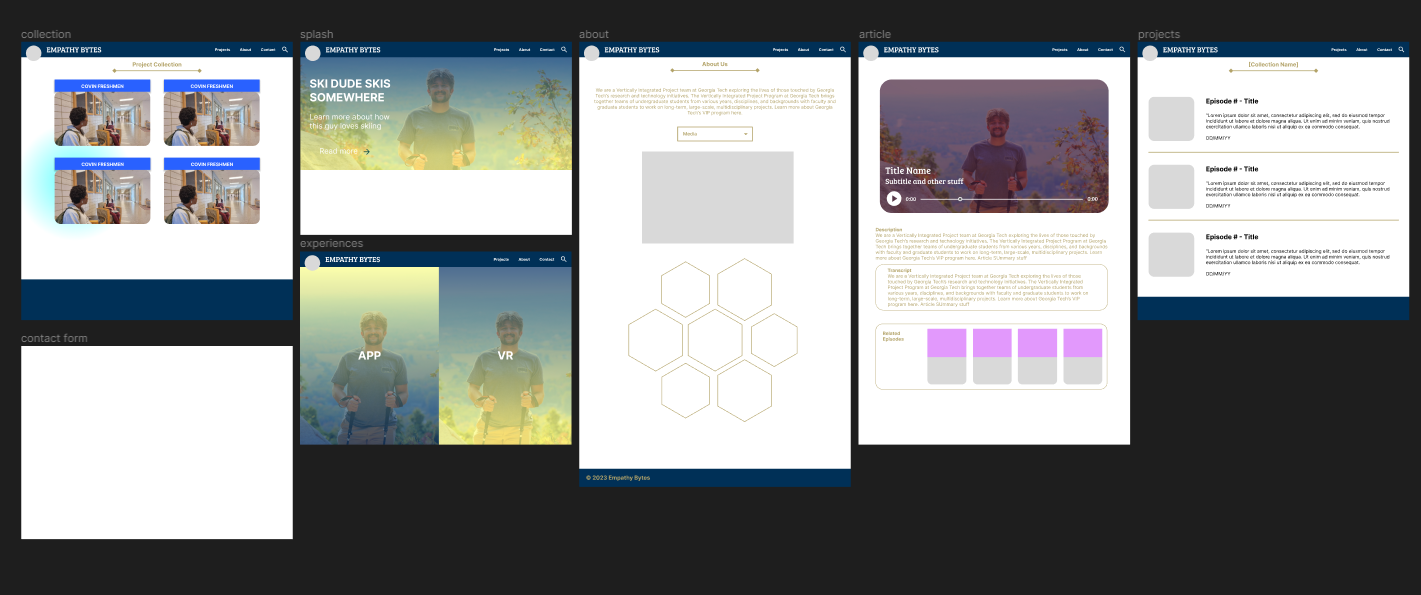 collection
EMPATHY BYTES
Projects About Contact
Project Collection
COVIN FRESHMEN
COVIN FRESHMEN
COVIN FRESHMEN
COVIN FRESHMEN
contact form
splash
EMPATHY BYTES
Projects About Contact
SKI DUDE SKIS
SOMEWHERE
Learn more about how
this guy loves skiing
Read more
experiences
EMPATHY BYTES
Projects About Contact
APP
VR
about
EMPATHY BYTES
Projects About Contact
About Us
We are a Vertically Integrated Project team at Georgia Tech exploring the lives of those touched by
Georgia Tech's research and technology initiatives. The Vertically Integrated Project Program at Georgia Tech brings
together teams of undergraduate students from various years, disciplines, and backgrounds with faculty and
graduate students to work on long-term, large-scale, multidisciplinary projects. Learn more about Georgia
Tech's VIP program here.
Media
© 2023 Empathy Bytes
article
EMPATHY BYTES
Projects About Contact
Title Name
Subtitle and other stuff
0:00
0:00
Description
We are a Vertically Integrated Project team at Georgia Tech exploring the lives of those touched by
Georgia Tech's research and technology initiatives. The Vertically Integrated Project Program at Georgia
Tech brings together teams of undergraduate students from various years, disciplines, and backgrounds
with faculty and graduate students to work on long-term, large-scale, multidisciplinary projects. Learn
more about Georgia Tech's VIP program here. Article SUmmary stuff
Transcript
We are a Vertically Integrated Project team at Georgia Tech exploring the lives of those
touched by Georgia Tech's research and technology initiatives. The Vertically Integrated
Project Program at Georgia Tech brings together teams of undergraduate students from
various years, disciplines, and backgrounds with faculty and graduate students to work on
long-term, large-scale, multidisciplinary projects. Learn more about Georgia Tech's VIP
program here. Article SUmmary stuff
Related
Episodes
projects
EMPATHY BYTES
Projects About Contact
[Collection Name]
Episode # - Title
"Lorem ipsum dolor sit amet, consectetur adipiscing elit, sed do eiusmod tempor
incididunt ut labore et dolore magna aliqua. Ut enim ad minim veniam, quis nostrud
exercitation ullamco laboris nisi ut aliquip ex ea commodo consequat.
DD/MM/YY
Episode # - Title
"Lorem ipsum dolor sit amet, consectetur adipiscing elit, sed do eiusmod tempor
incididunt ut labore et dolore magna aliqua. Ut enim ad minim veniam, quis nostrud
exercitation ullamco laboris nisi ut aliquip ex ea commodo consequat.
DD/MM/YY
Episode # - Title
"Lorem ipsum dolor sit amet, consectetur adipiscing elit, sed do eiusmod tempor
incididunt ut labore et dolore magna aliqua. Ut enim ad minim veniam, quis nostrud
exercitation ullamco laboris nisi ut aliquip ex ea commodo consequat.
DD/MM/YY